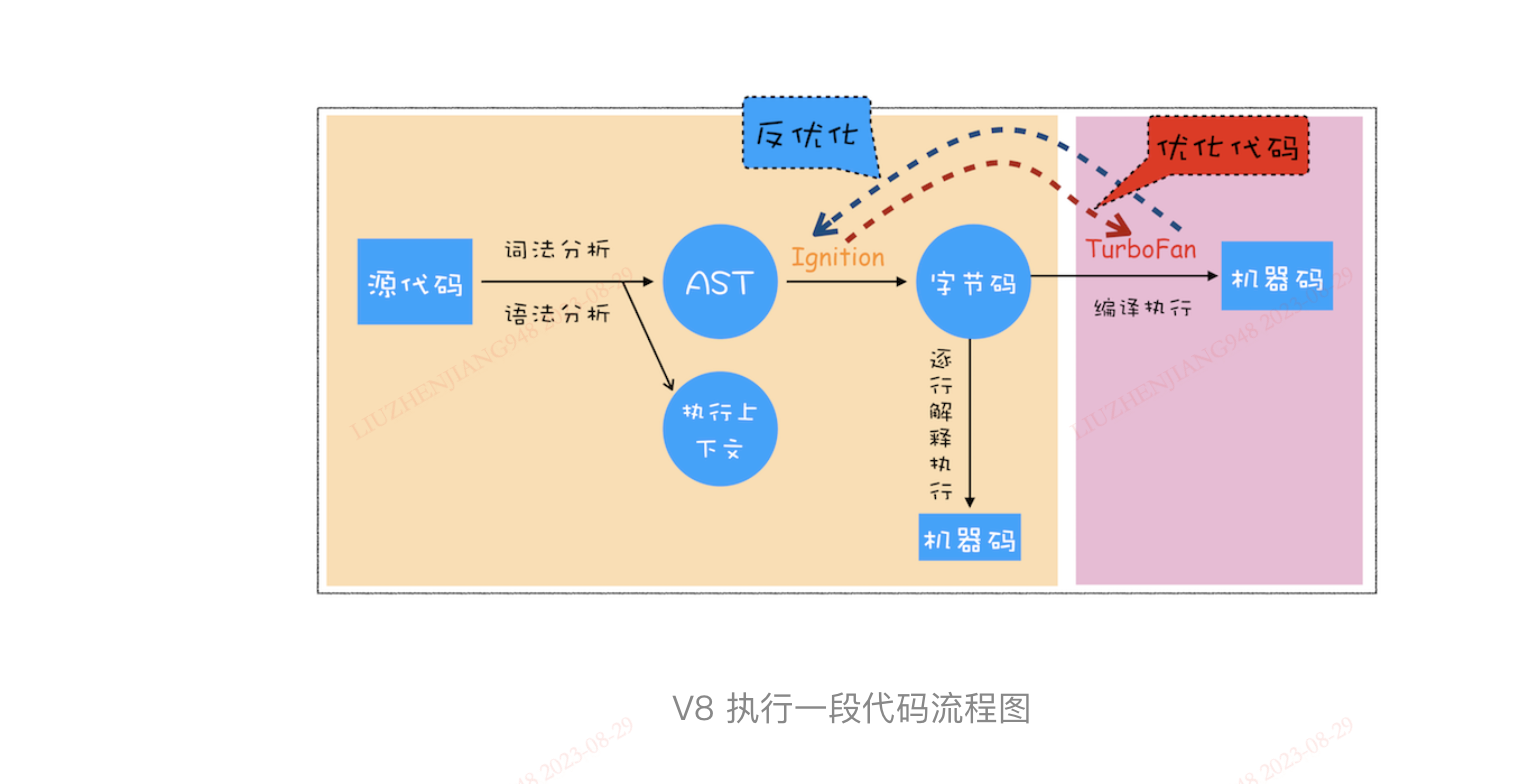 反优化
优化代码
词法分析
源代码
语法分析
AST
Ignition
字节码
TurboFan
编译执行
机器码
执行上
下文
逐
行
解
释
执
行
机器码
LIUZHENJIANG948 2023-08-29
LIUZHENJIANG948 2023-08-29
V8 执行一段代码流程图
948 2023-08-29
948 2023-08-29